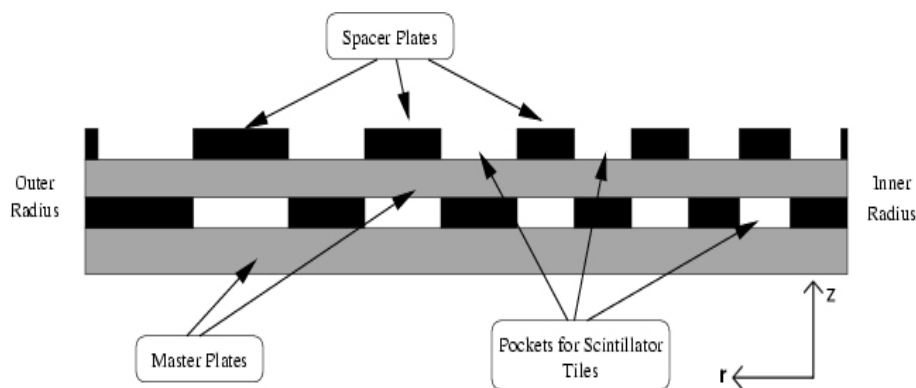 Spacer Plates
Outer
Radius
Inner
Radius
Master Plates
Pockets for Scintillator
Tiles
z
r